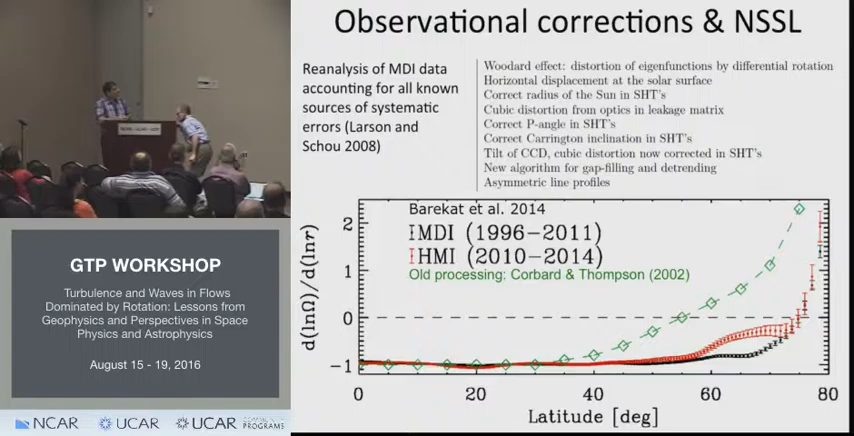 Observational corrections & NSSL
Reanalysis of MDI data
accounting for all known
sources of systematic
errors (Larson and
Schou 2008)
Woodard effect: distortion of eigenfunctions by differential rotation
Horizontal displacement at the solar surface
Correct radius of the Sun in SHT's
Cubic distortion from optics in leakage matrix
Correct P-angle in SHT's
Correct Carrington inclination in SHT's
Tilt of CCD, cubic distortion now corrected in SHT's
New algorithm for gap-filling and detrending
Asymmetric line profiles
Barekat et al. 2014
MDI (1996-2011)
HMI (2010-2014)
Old processing: Corbard & Thompson (2002)
d(lnΩ)/d(lnr)
2
1
0
-1
0 20 40 60 80
Latitude [deg]
GTP WORKSHOP
Turbulence and Waves in Flows
Dominated by Rotation: Lessons from
Geophysics and Perspectives in Space
Physics and Astrophysics
August 15 - 19, 2016
NCAR UCAR UCAR COMMUNITY
PROGRAMS